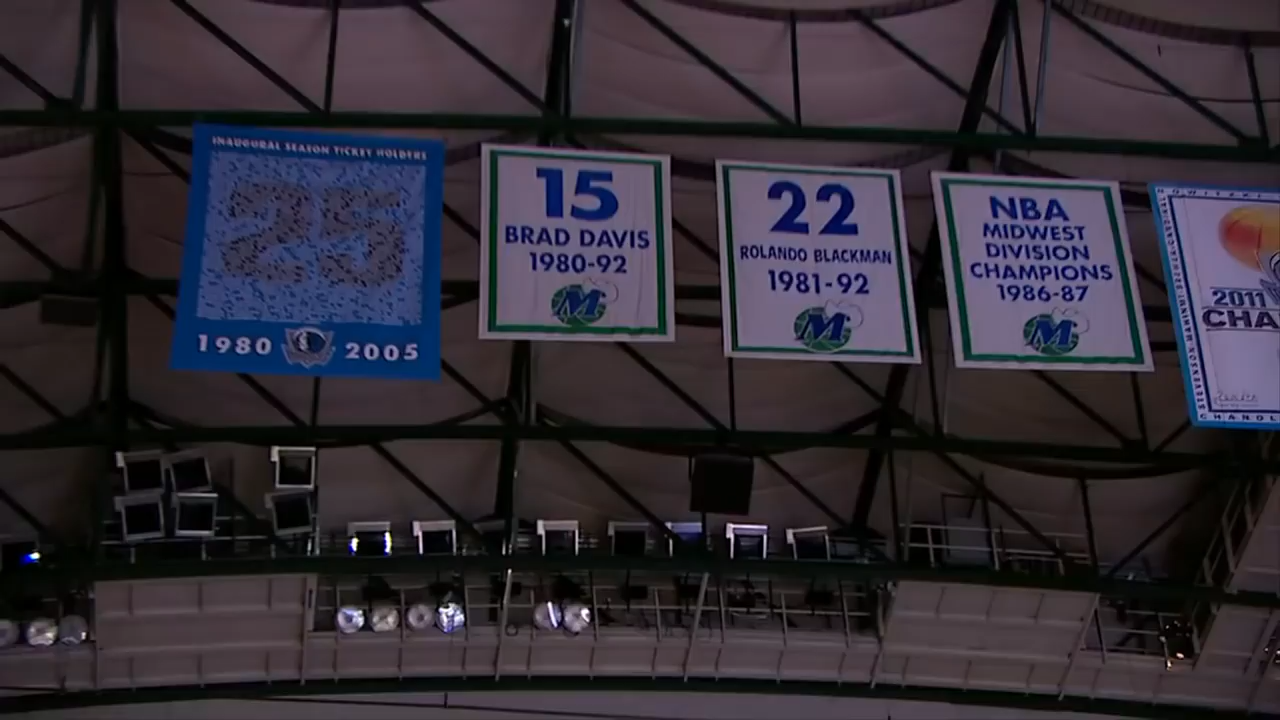 INAUGURAL SEASON TICKET HOLDERS
25
1980 2005
15
BRAD DAVIS
1980-92
M
22
ROLANDO BLACKMAN
1981-92
M
NBA
MIDWEST
DIVISION
CHAMPIONS
1986-87
M
2011
CHA